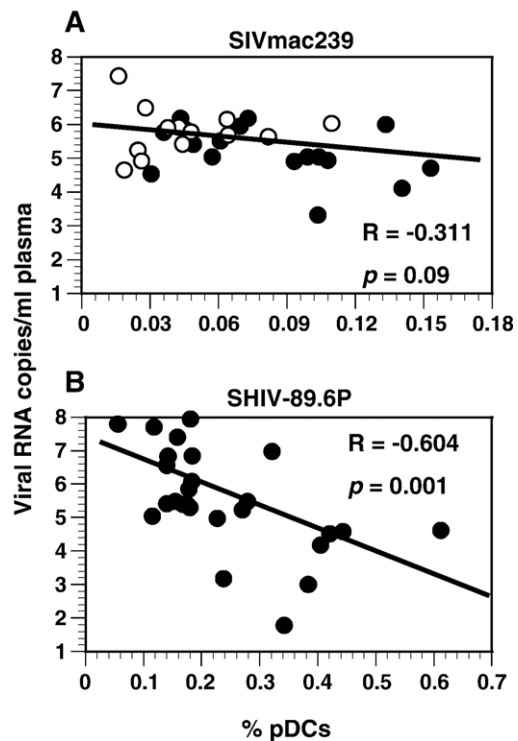 A
SIVmac239
8
7
6
5
4
3
2
1
R = -0.311
p = 0.09
0 0.03 0.06 0.09 0.12 0.15 0.18
Viral RNA copies/ml plasma
B
SHIV-89.6P
8
7
6
5
4
3
2
1
R = -0.604
p = 0.001
0 0.1 0.2 0.3 0.4 0.5 0.6 0.7
% pDCs